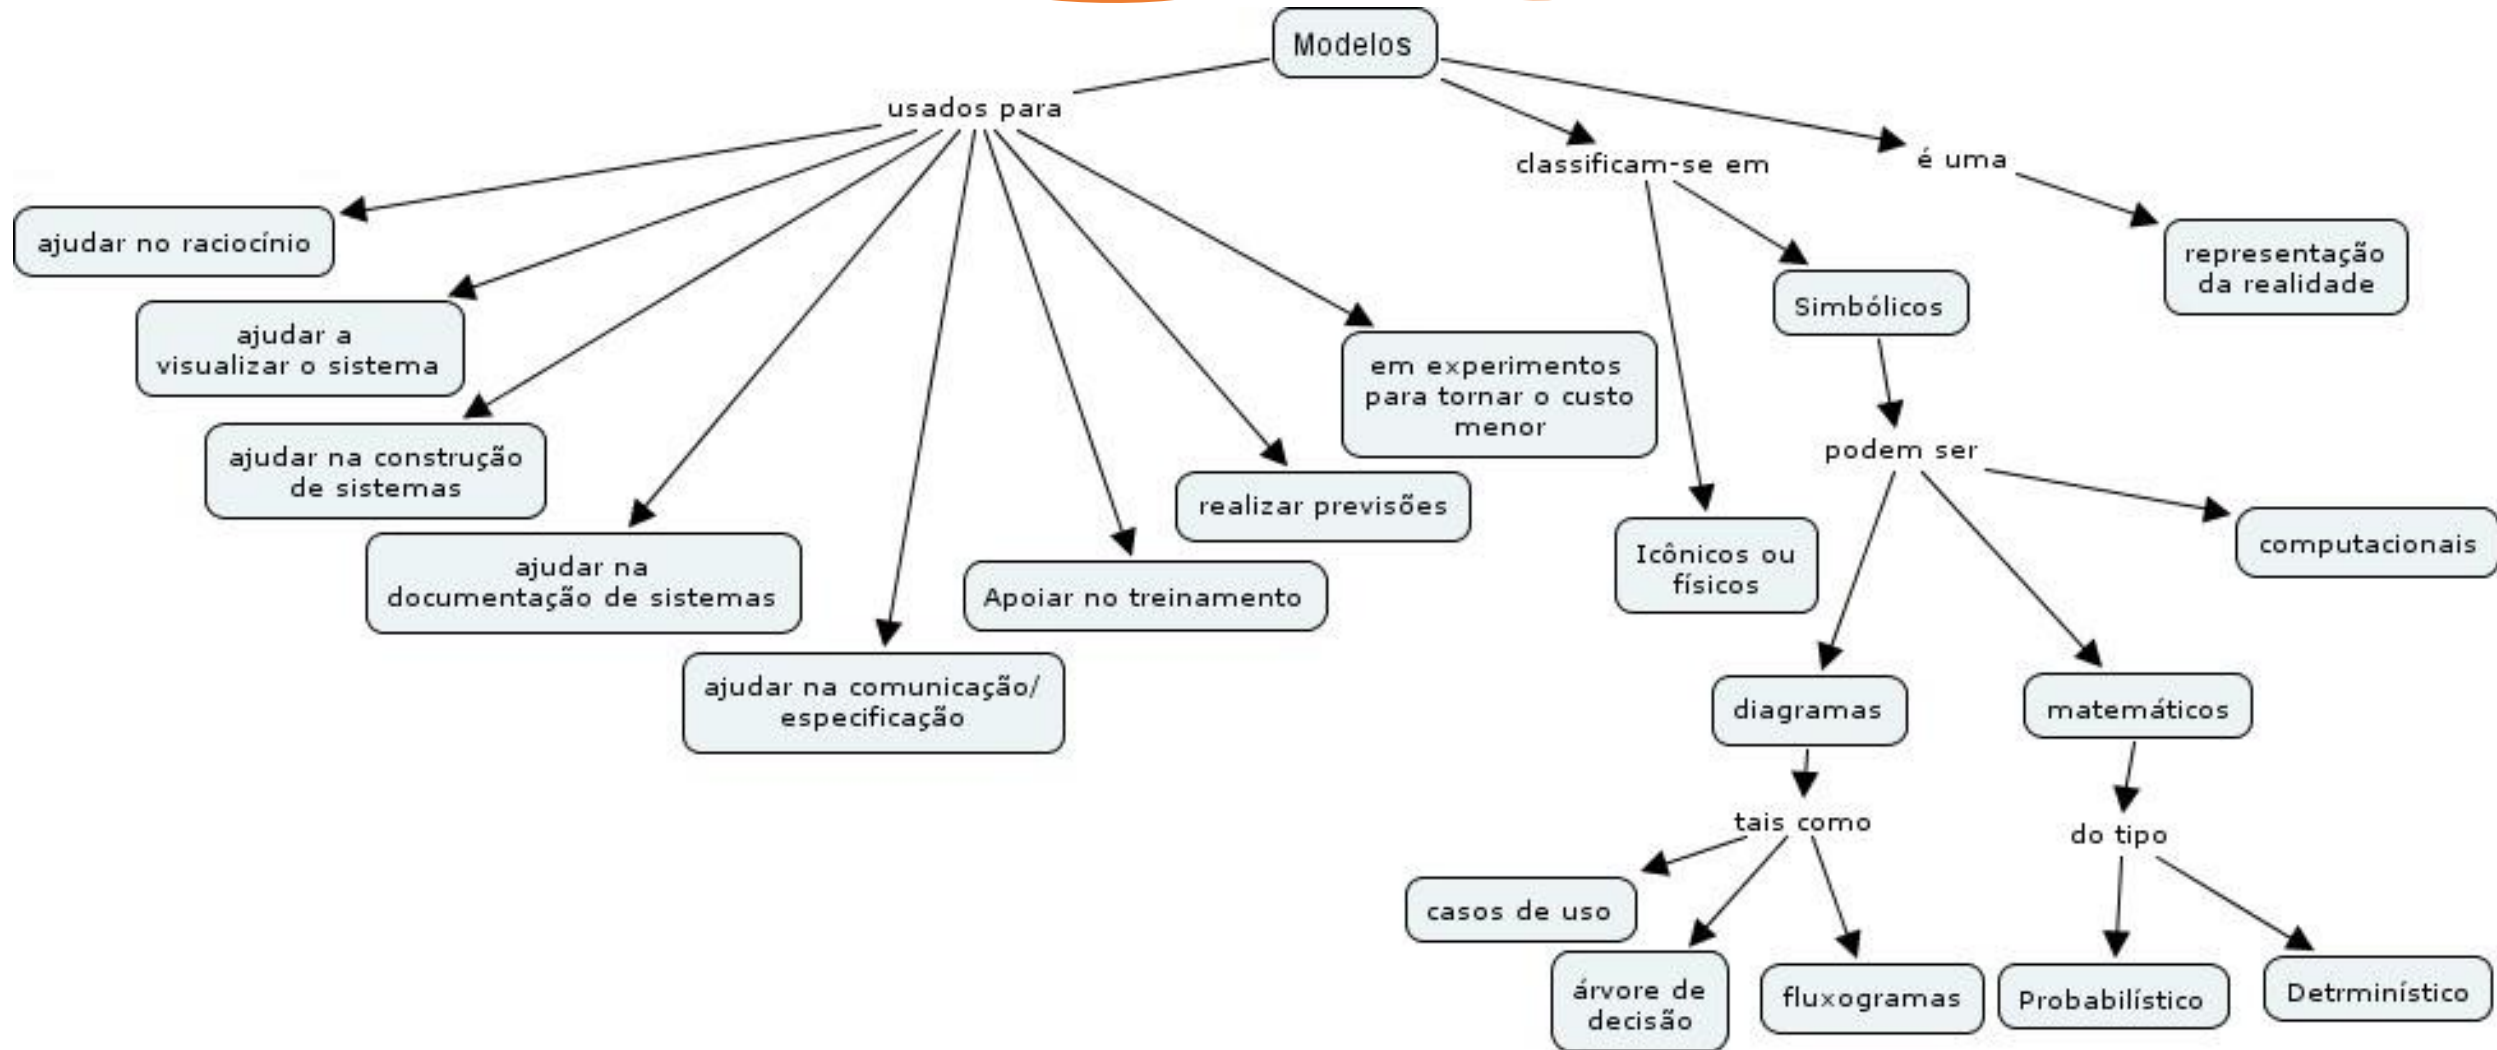 Modelos
usados para
classificam-se em
é uma
ajudar no raciocínio
ajudar a
visualizar o sistema
ajudar na construção
de sistemas
ajudar na
documentação de sistemas
ajudar na comunicação/
especificação
Apoiar no treinamento
realizar previsões
em experimentos
para tornar o custo
menor
Icônicos ou
físicos
Simbólicos
representação
da realidade
podem ser
computacionais
diagramas
matemáticos
tais como
do tipo
casos de uso
árvore de
decisão
fluxogramas
Probabilístico
Detrminístico